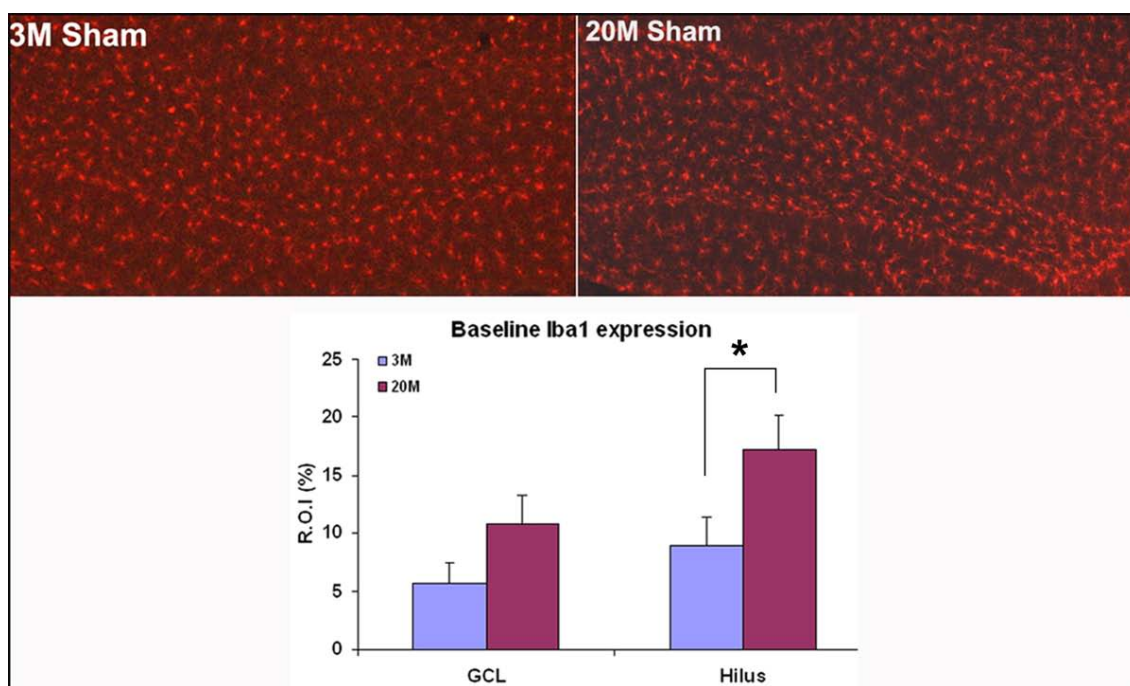 3M Sham
20M Sham
Baseline Iba1 expression
*
3M
20M
R.O.I (%)
25
20
15
10
5
0
GCL
Hilus